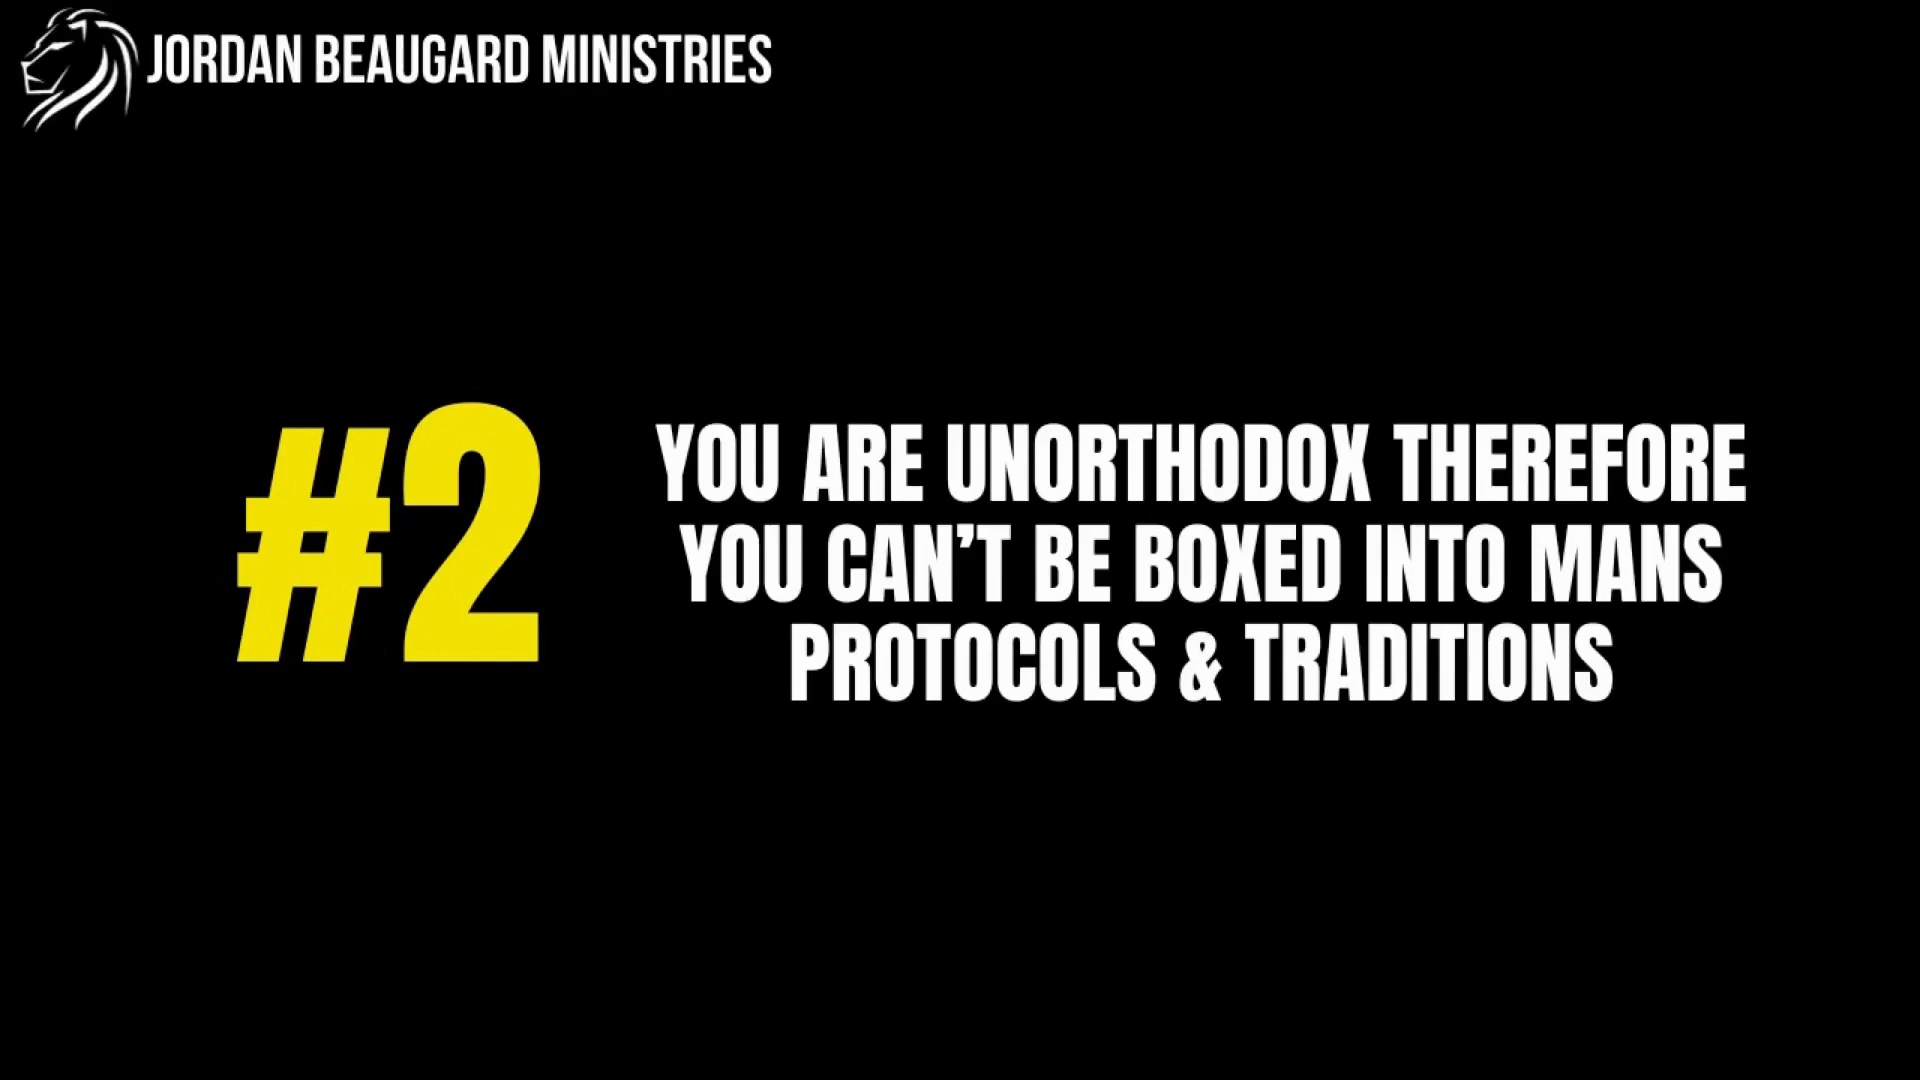 JORDAN BEAUGARD MINISTRIES
#2
YOU ARE UNORTHODOX THEREFORE
YOU CAN’T BE BOXED INTO MANS
PROTOCOLS & TRADITIONS